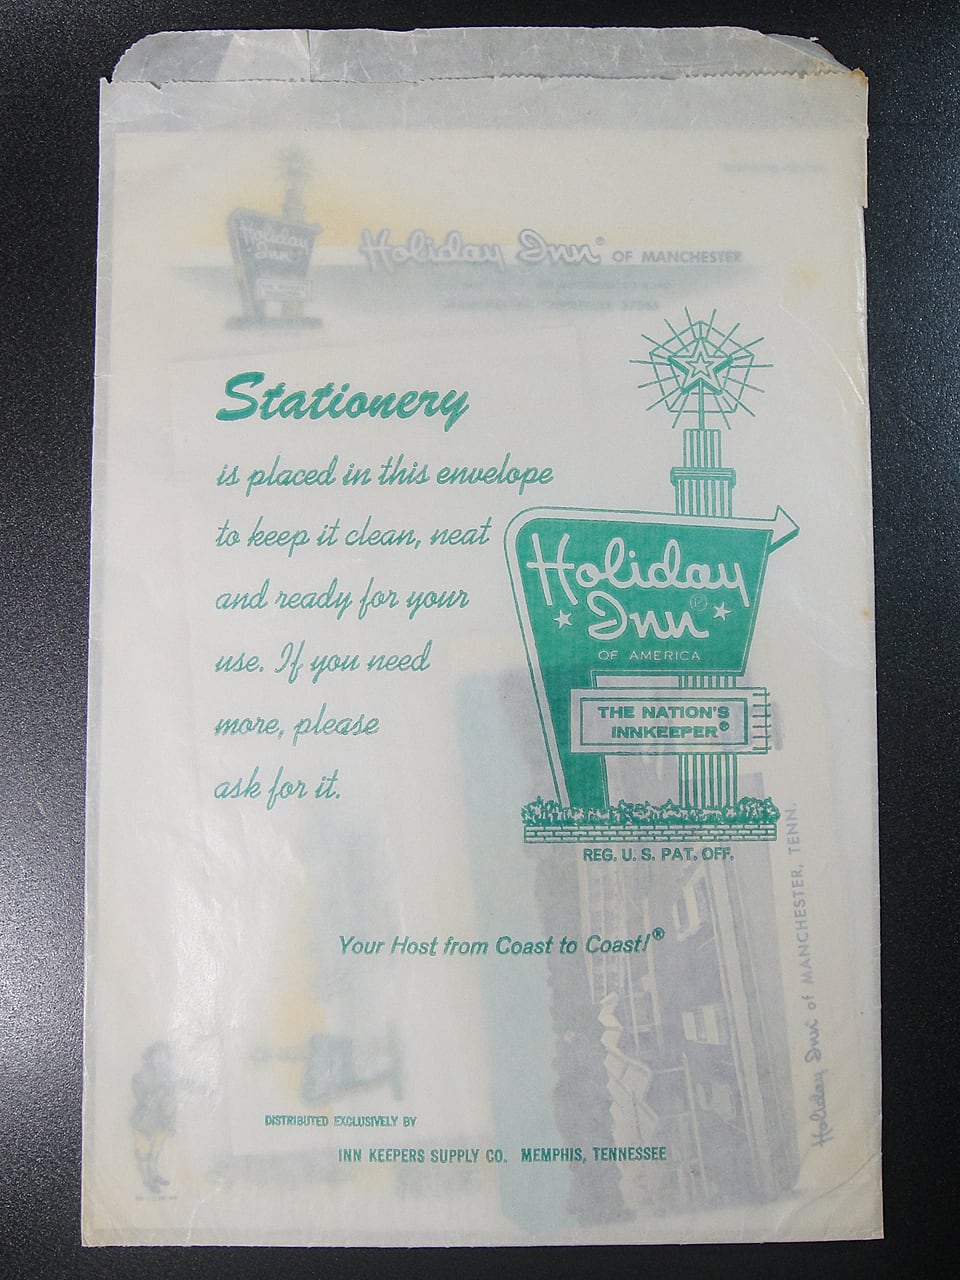 Holiday Inn
Holiday Inn® OF MANCHESTER
Stationery
is placed in this envelope
to keep it clean, neat
and ready for your
use. If you need
more, please
ask for it.
Holiday
Inn®
OF AMERICA
THE NATION'S
INNKEEPER®
REG. U. S. PAT. OFF.
Your Host from Coast to Coast!®
DISTRIBUTED EXCLUSIVELY BY
INN KEEPERS SUPPLY CO. MEMPHIS, TENNESSEE
Holiday Inn of MANCHESTER, TENN.